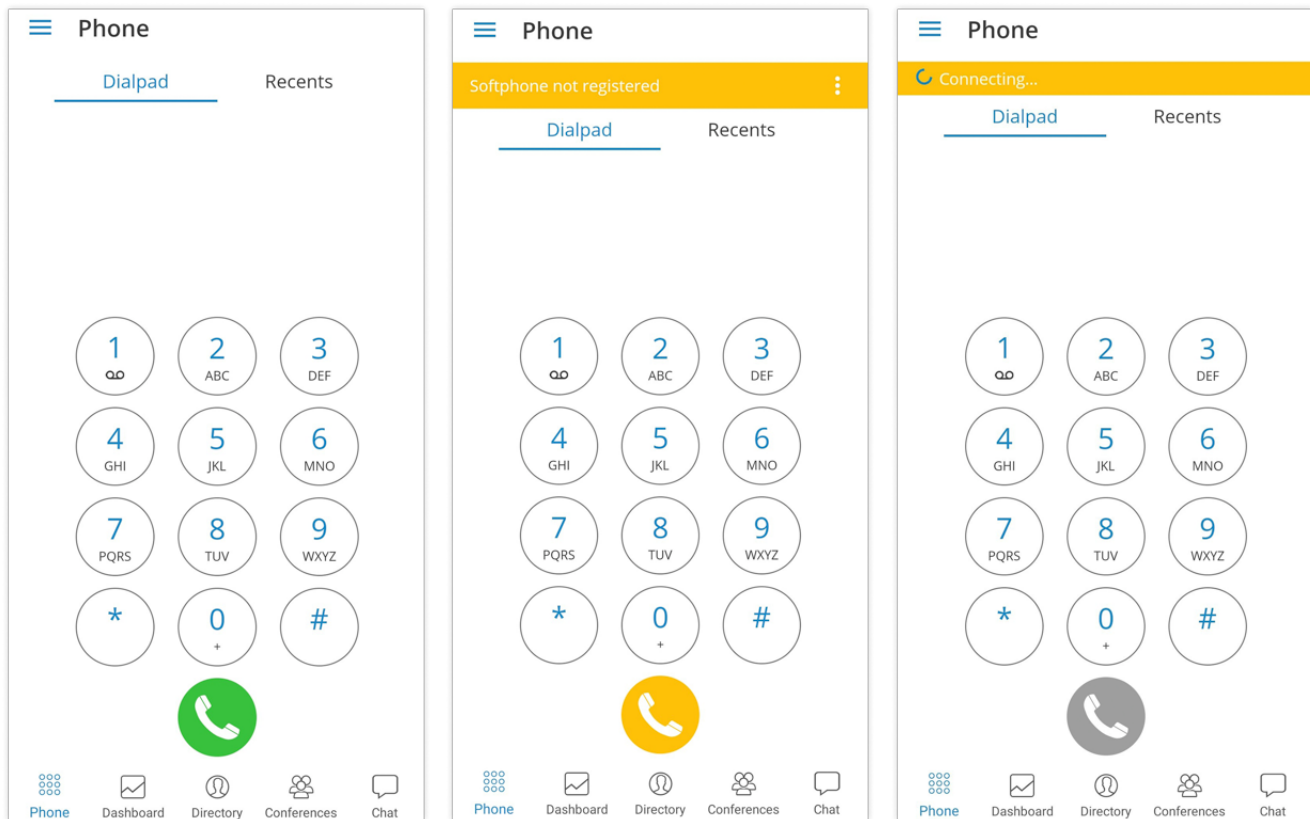 Phone
Dialpad Recents
1 2 3
ABC DEF
4 5 6
GHI JKL MNO
7 8 9
PQRS TUV WXYZ
* 0 #
+
Phone Dashboard Directory Conferences Chat
Phone
Softphone not registered
Dialpad Recents
1 2 3
ABC DEF
4 5 6
GHI JKL MNO
7 8 9
PQRS TUV WXYZ
* 0 #
+
Phone Dashboard Directory Conferences Chat
Phone
Connecting...
Dialpad Recents
1 2 3
ABC DEF
4 5 6
GHI JKL MNO
7 8 9
PQRS TUV WXYZ
* 0 #
+
Phone Dashboard Directory Conferences Chat